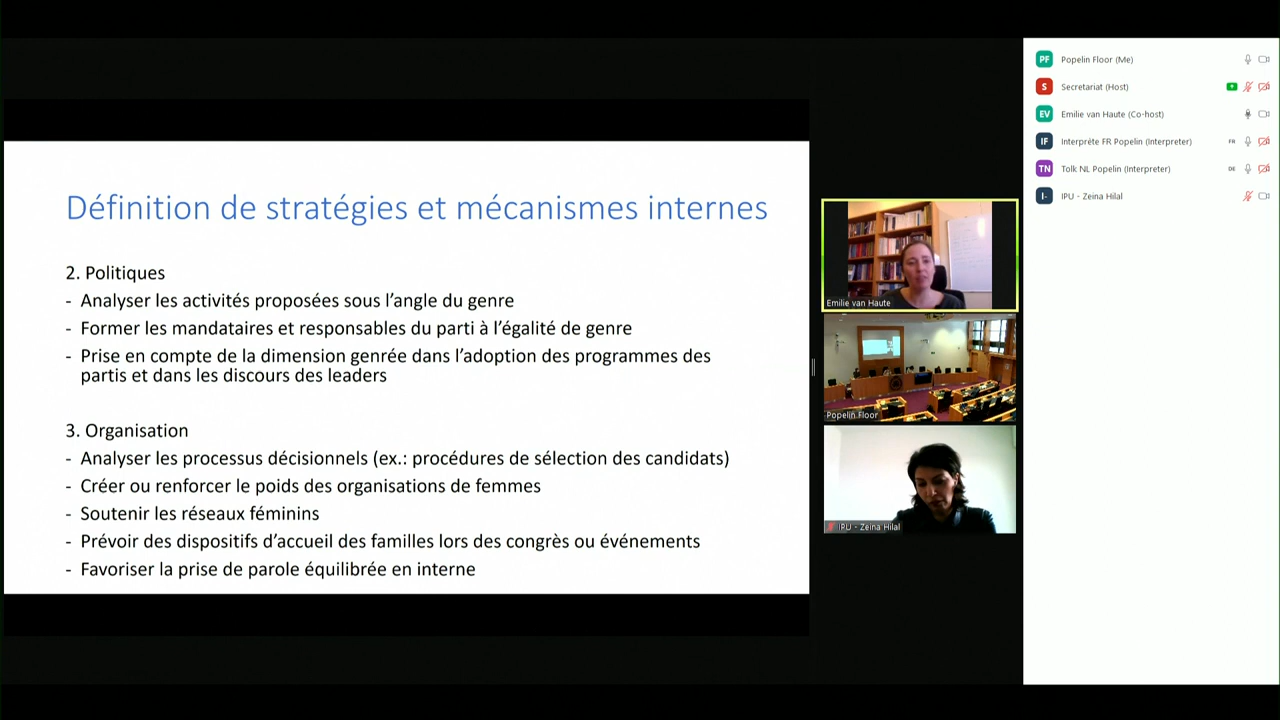 Définition de stratégies et mécanismes internes
2. Politiques
- Analyser les activités proposées sous l’angle du genre
- Former les mandataires et responsables du parti à l’égalité de genre
- Prise en compte de la dimension genrée dans l’adoption des programmes des
partis et dans les discours des leaders
3. Organisation
- Analyser les processus décisionnels (ex.: procédures de sélection des candidats)
- Créer ou renforcer le poids des organisations de femmes
- Soutenir les réseaux féminins
- Prévoir des dispositifs d’accueil des familles lors des congrès ou événements
- Favoriser la prise de parole équilibrée en interne
Emilie van Haute
Popelin Floor
IPU - Zeina Hilal
PF Popelin Floor (Me)
S Secretariat (Host)
EV Emilie van Haute (Co-host)
IF Interprète FR Popelin (Interpreter) FR
TN Tolk NL Popelin (Interpreter) DE
I- IPU - Zeina Hilal